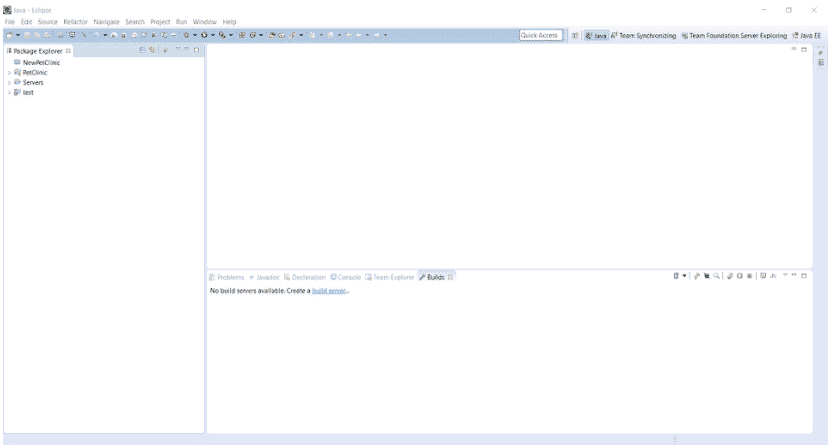 Java - Eclipse
File Edit Source Refactor Navigate Search Project Run Window Help
Quick Access Java Team Synchronizing Team Foundation Server Exploring Java EE
Package Explorer
NewPetClinic
PetClinic
Servers
test
Problems Javadoc Declaration Console Team Explorer Builds
No build servers available. Create a build server...